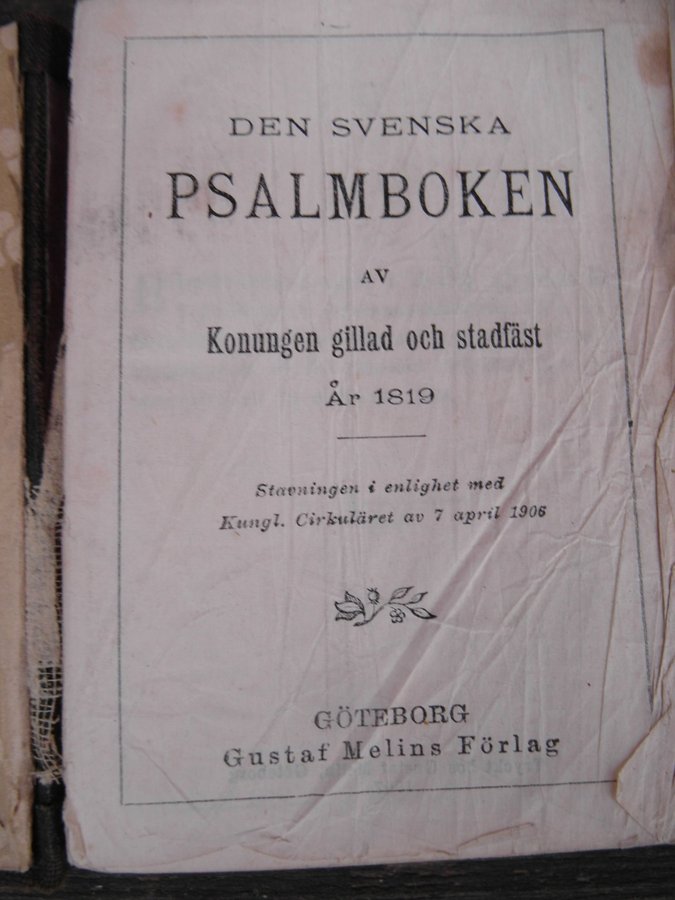 DEN SVENSKA
PSALMBOKEN
AV
Konungen gillad och stadfäst
År 1819
Stavningen i enlighet med
Kungl. Cirkuläret av 7 april 1906
GÖTEBORG
Gustaf Melins Förlag